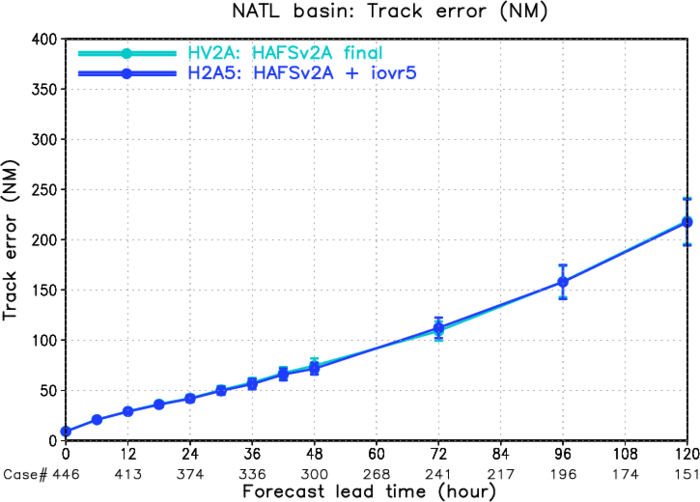 NATL basin: Track error (NM)
HV2A: HAFSv2A final
H2A5: HAFSv2A + iovr5
Track error (NM)
400
350
300
250
200
150
100
50
0
0 12 24 36 48 60 72 84 96 108 120
Case# 446 413 374 336 300 268 241 217 196 174 151
Forecast lead time (hour)